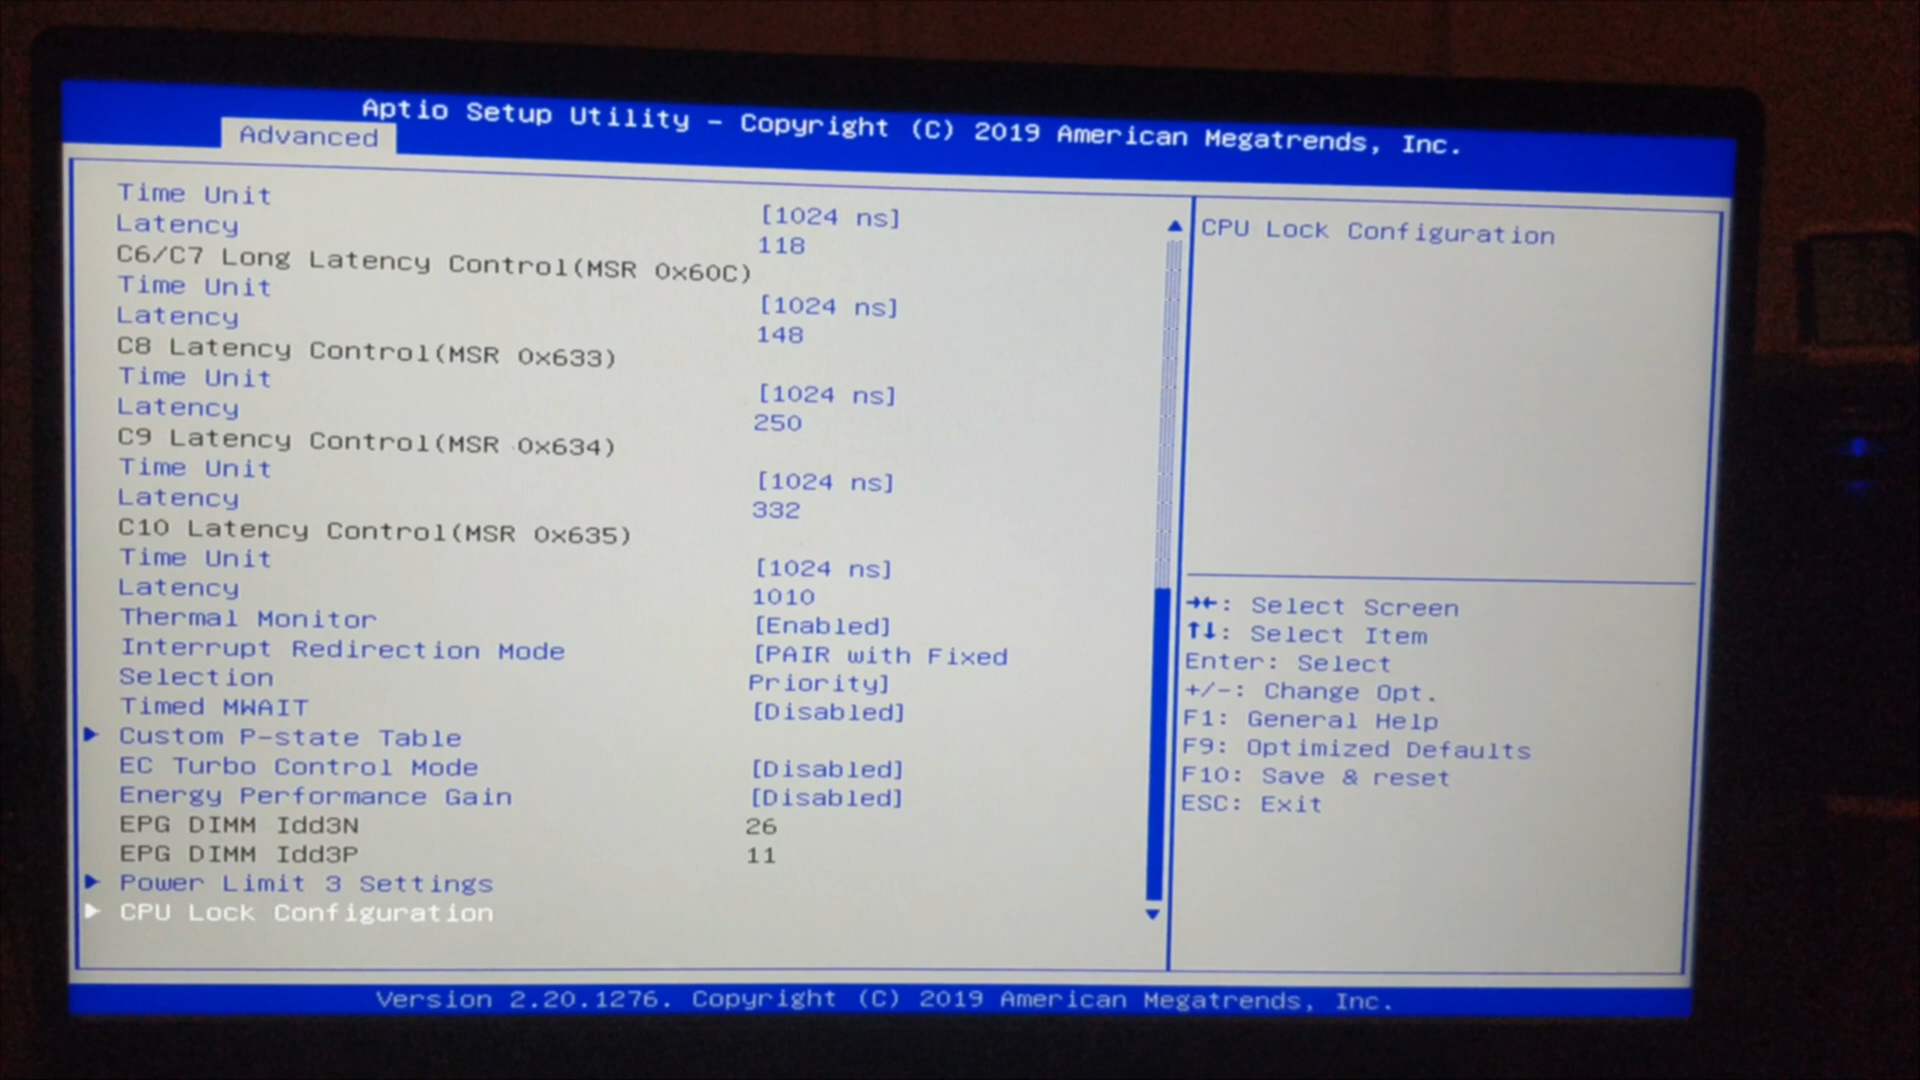 Aptio Setup Utility – Copyright (C) 2019 American Megatrends, Inc.
Advanced
Time Unit [1024 ns]
Latency 118
C6/C7 Long Latency Control(MSR 0x60C)
Time Unit [1024 ns]
Latency 148
C8 Latency Control(MSR 0x633)
Time Unit [1024 ns]
Latency 250
C9 Latency Control(MSR 0x634)
Time Unit [1024 ns]
Latency 332
C10 Latency Control(MSR 0x635)
Time Unit [1024 ns]
Latency 1010
Thermal Monitor [Enabled]
Interrupt Redirection Mode [PAIR with Fixed
Selection Priority]
Timed MWAIT [Disabled]
Custom P-state Table
EC Turbo Control Mode [Disabled]
Energy Performance Gain [Disabled]
EPG DIMM Idd3N 26
EPG DIMM Idd3P 11
Power Limit 3 Settings
CPU Lock Configuration
CPU Lock Configuration
→←: Select Screen
↑↓: Select Item
Enter: Select
+/-: Change Opt.
F1: General Help
F9: Optimized Defaults
F10: Save & reset
ESC: Exit
Version 2.20.1276. Copyright (C) 2019 American Megatrends, Inc.